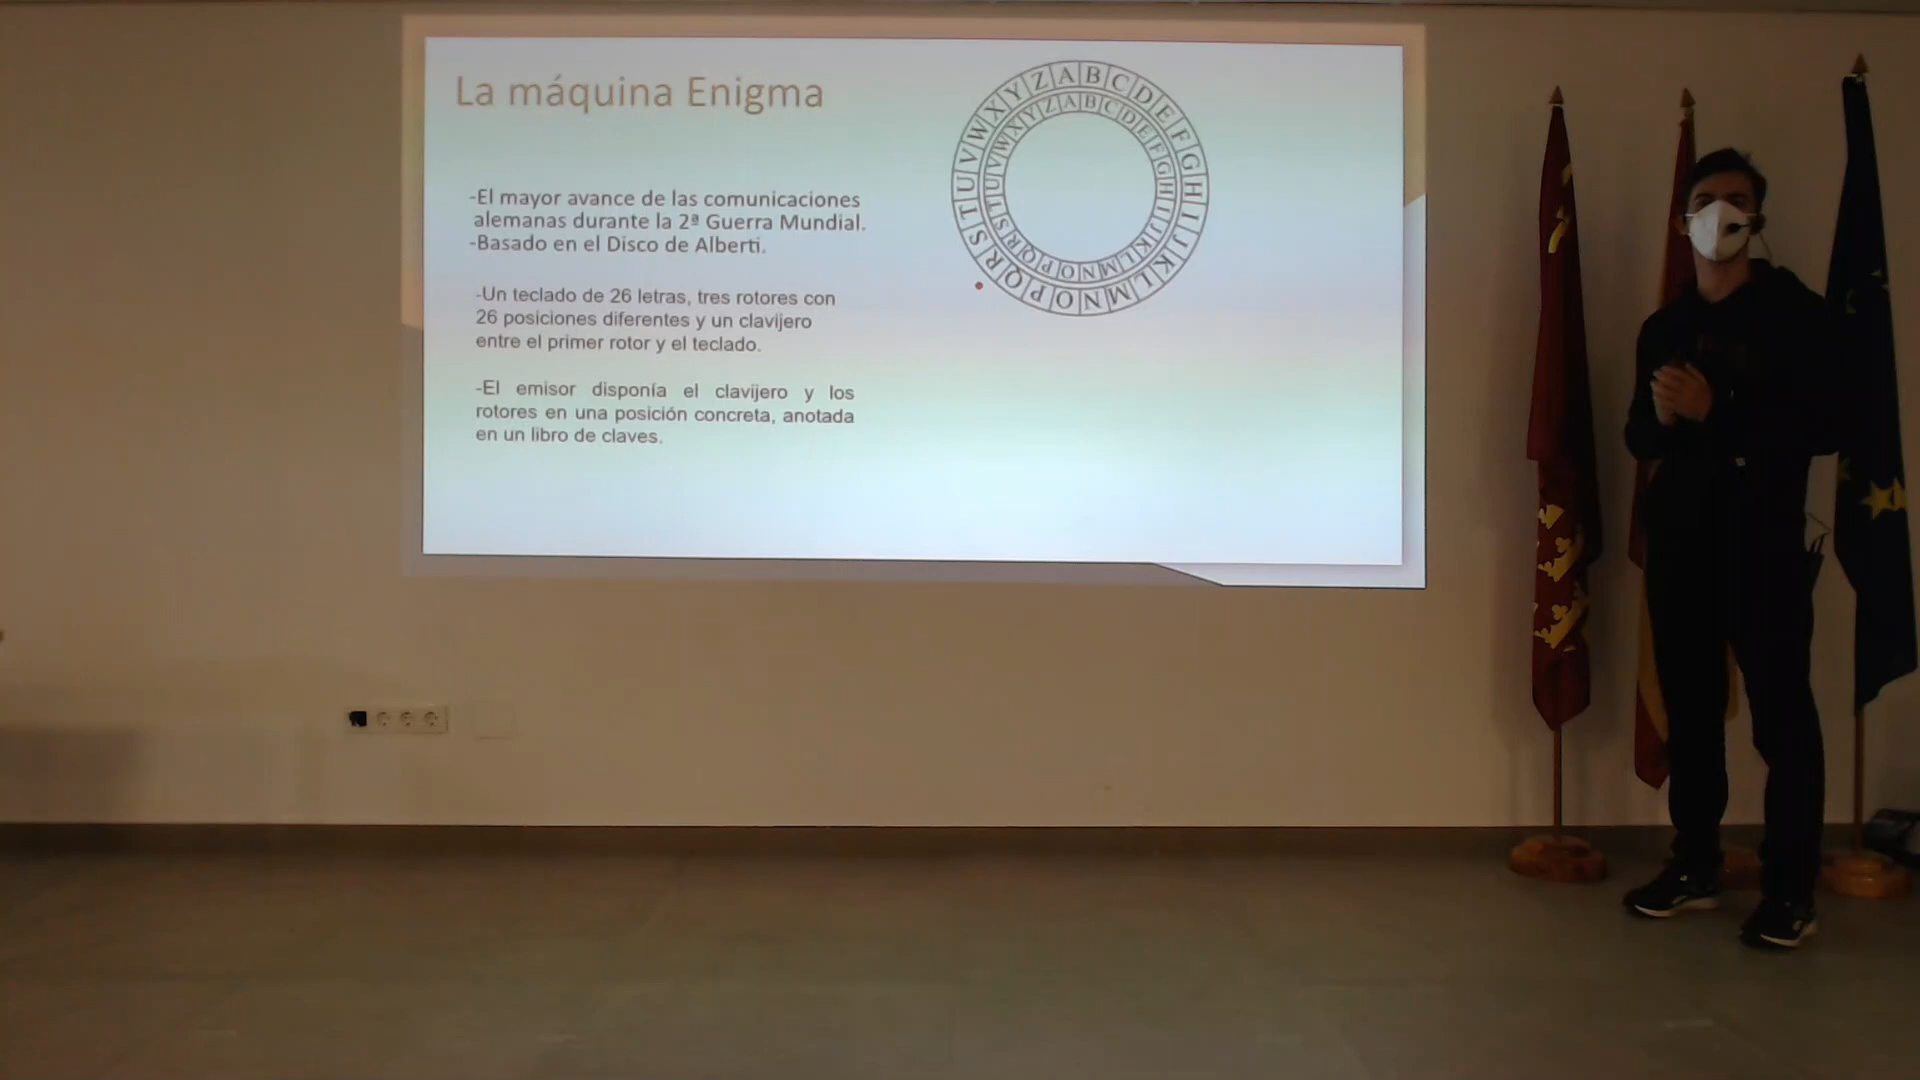 La máquina Enigma
-El mayor avance de las comunicaciones
alemanas durante la 2ª Guerra Mundial.
-Basado en el Disco de Alberti.
-Un teclado de 26 letras, tres rotores con
26 posiciones diferentes y un clavijero
entre el primer rotor y el teclado.
-El emisor disponía el clavijero y los
rotores en una posición concreta, anotada
en un libro de claves.
A B C D E F G H I J K L M N O P Q R S T U V W X Y Z
A B C D E F G H I J K L M N O P Q R S T U V W X Y Z